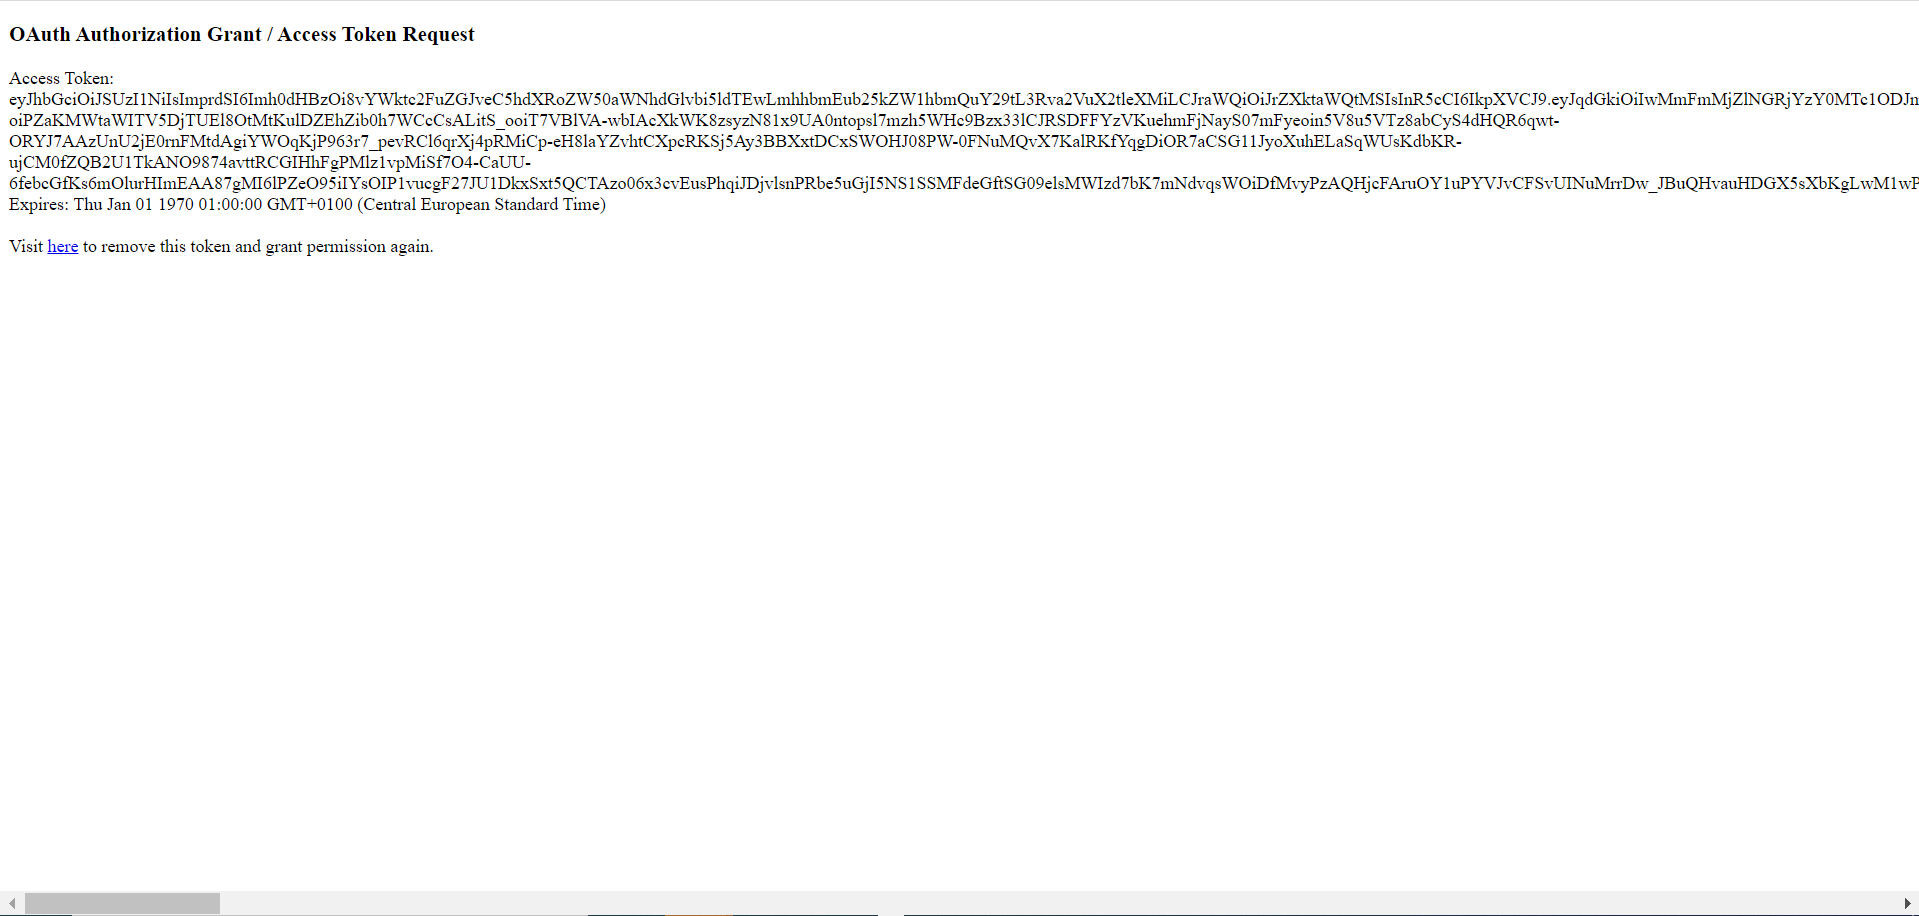 OAuth Authorization Grant / Access Token Request
Access Token:
eyJhbGciOiJSUzI1NiIsImprdSI6Imh0dHBzOi8vYWktc2FuZGJveC5hdXRoZW50aWNhdGlvbi5ldTEwLmhhbmEub25kZW1hbmQuY29tL3Rva2VuX2tleXMiLCJraWQiOiJrZXktaWQtMSIsInR5cCI6IkpXVCJ9.eyJqdGkiOiIwMmFmMjZlNGRjYzY0MTc1ODJm
oiPZaKMWtaWITV5DjTUEl8OtMtKulDZEhZib0h7WCcCsALitS_ooiT7VBlVA-wbIAcXkWK8zsyzN81x9UA0ntopsl7mzh5WHc9Bzx33lCJRSDFFYzVKuehmFjNayS07mFyeoin5V8u5VTz8abCyS4dHQR6qwt-
ORYJ7AAzUnU2jE0rnFMtdAgiYWOqKjP963r7_pevRCl6qrXj4pRMiCp-eH8laYZvhtCXpcRKSj5Ay3BBXxtDCxSWOHJ08PW-0FNuMQvX7KalRKfYqgDiOR7aCSG11JyoXuhELaSqWUsKdbKR-
ujCM0fZQB2U1TkANO9874avttRCGIHhFgPMlz1vpMiSf7O4-CaUU-
6febcGfKs6mOlurHImEAA87gMI6lPZeO95iIYsOIP1vucgF27JU1DkxSxt5QCTAzo06x3cvEusPhqiJDjvlsnPRbe5uGjI5NS1SSMFdeGftSG09elsMWIzd7bK7mNdvqsWOiDfMvyPzAQHjcFAruOY1uPYVJvCFSvUINuMrrDw_JBuQHvauHDGX5sXbKgLwM1wP
Expires: Thu Jan 01 1970 01:00:00 GMT+0100 (Central European Standard Time)
Visit here to remove this token and grant permission again.